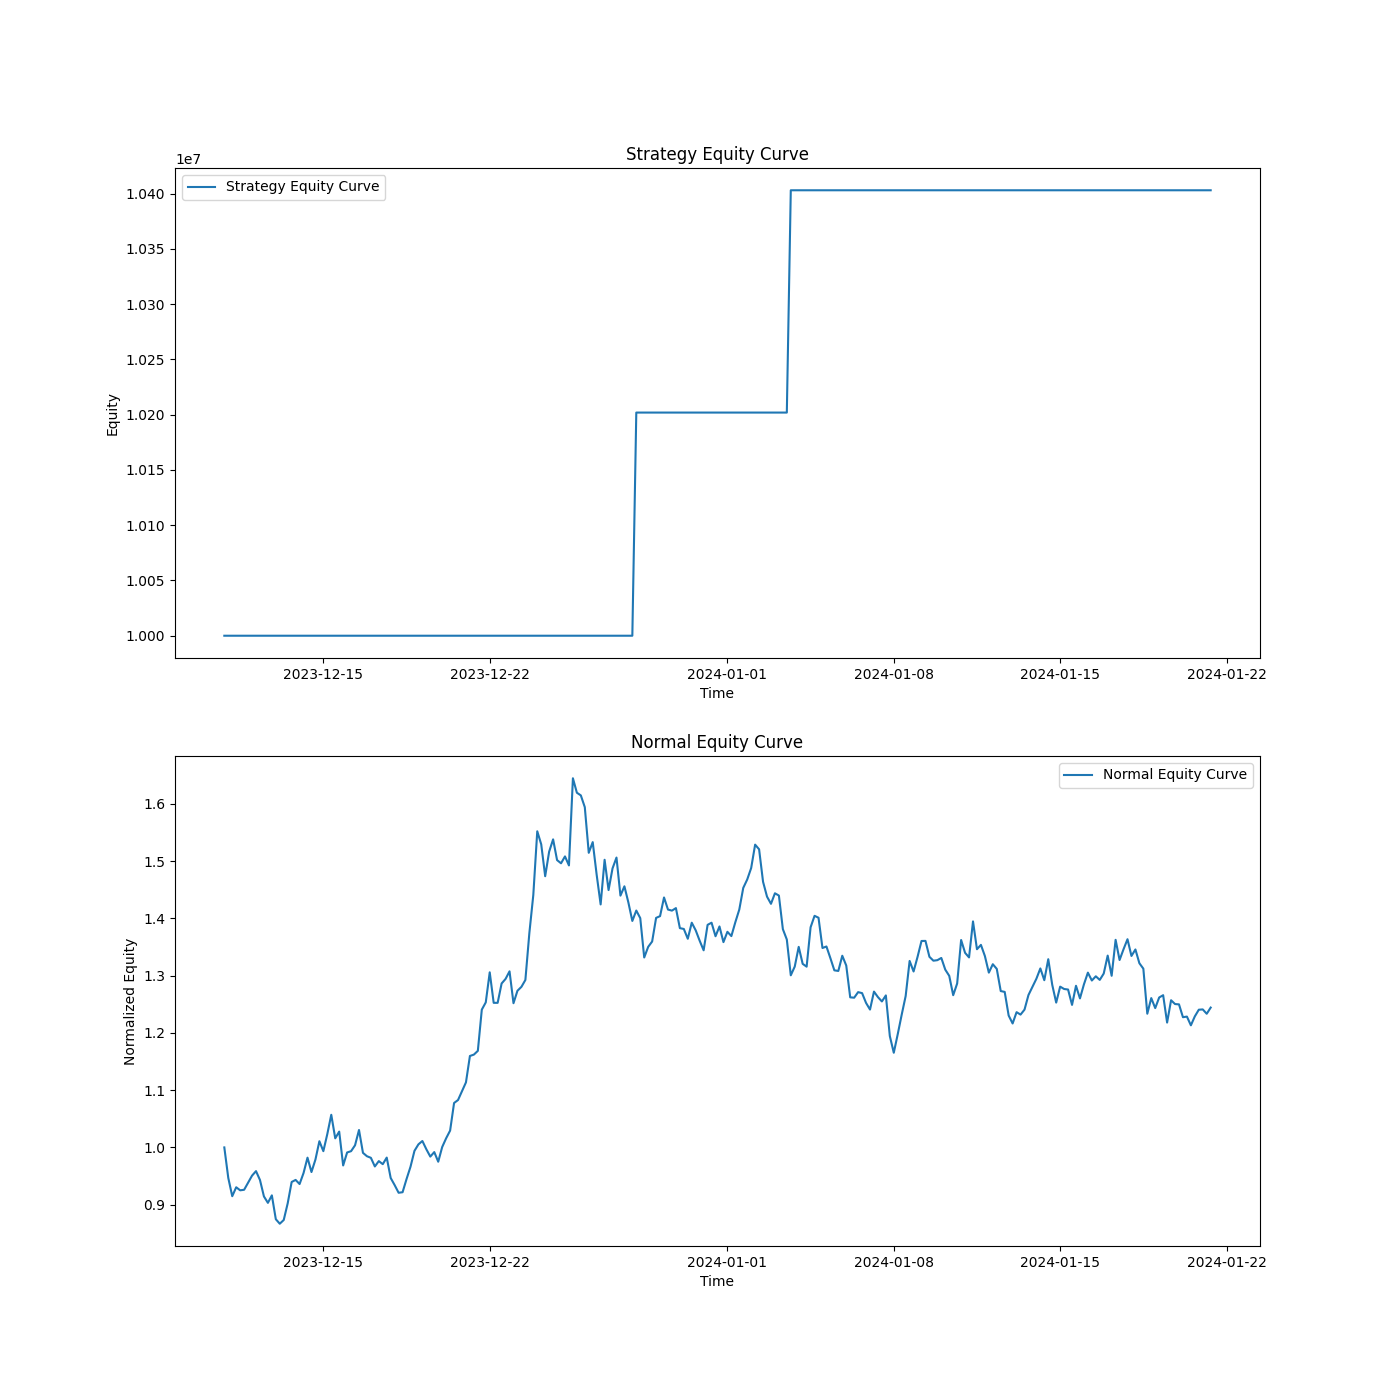 Strategy Equity Curve
1e7
Strategy Equity Curve
1.040
1.035
1.030
1.025
1.020
1.015
1.010
1.005
1.000
Equity
2023-12-15 2023-12-22 2024-01-01 2024-01-08 2024-01-15 2024-01-22
Time
Normal Equity Curve
Normal Equity Curve
1.6
1.5
1.4
1.3
1.2
1.1
1.0
0.9
Normalized Equity
2023-12-15 2023-12-22 2024-01-01 2024-01-08 2024-01-15 2024-01-22
Time